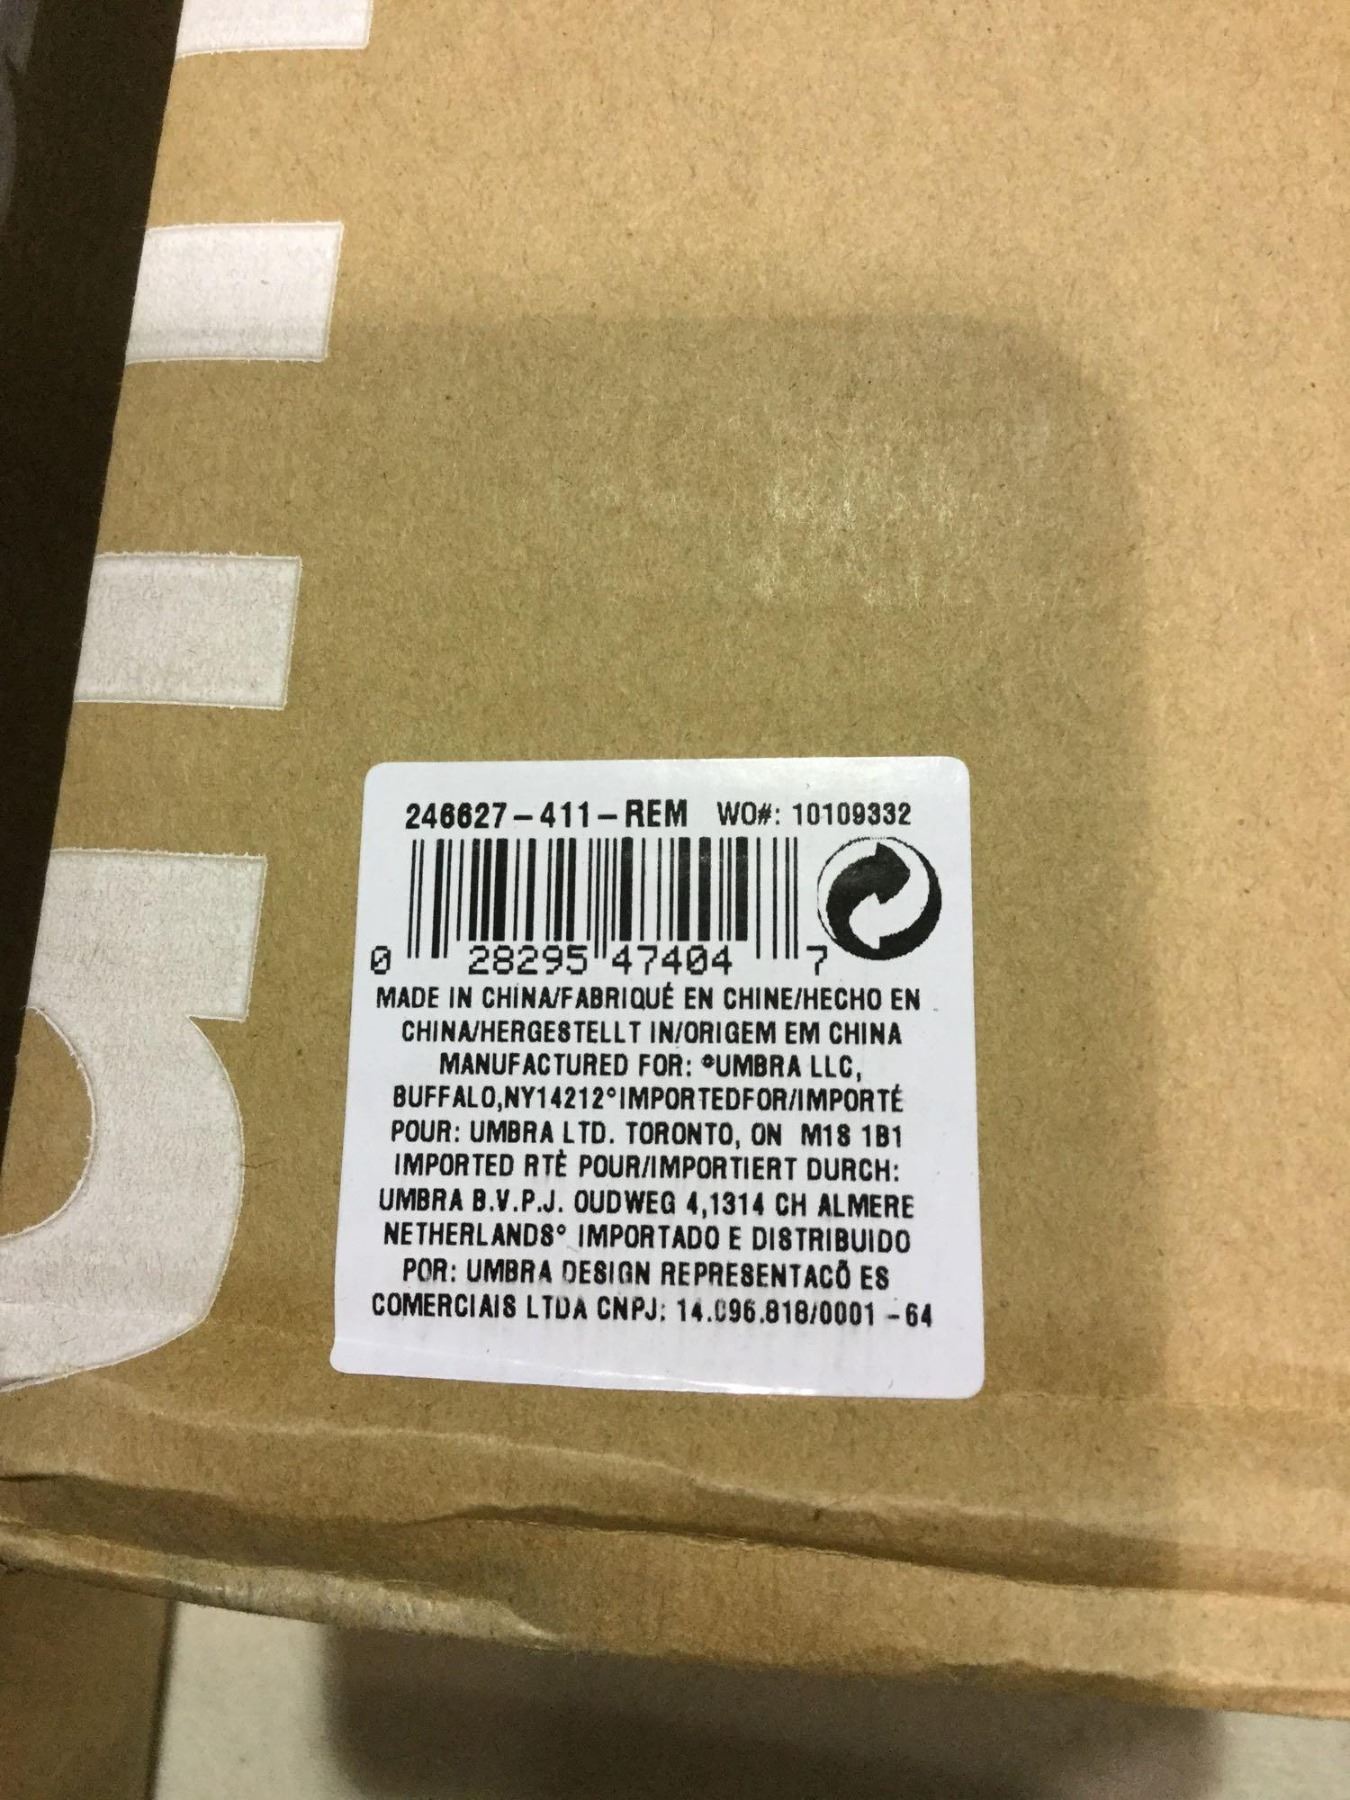 246627-411-REM WO#: 10109332
0 28295 47404 7
MADE IN CHINA/FABRIQUÉ EN CHINE/HECHO EN
CHINA/HERGESTELLT IN/ORIGEM EM CHINA
MANUFACTURED FOR: ®UMBRA LLC,
BUFFALO,NY14212°IMPORTEDFOR/IMPORTÉ
POUR: UMBRA LTD. TORONTO, ON M1S 1B1
IMPORTED RTÈ POUR/IMPORTIERT DURCH:
UMBRA B.V.P.J. OUDWEG 4,1314 CH ALMERE
NETHERLANDS° IMPORTADO E DISTRIBUIDO
POR: UMBRA DESIGN REPRESENTACÕ ES
COMERCIAIS LTDA CNPJ: 14.096.818/0001 -64